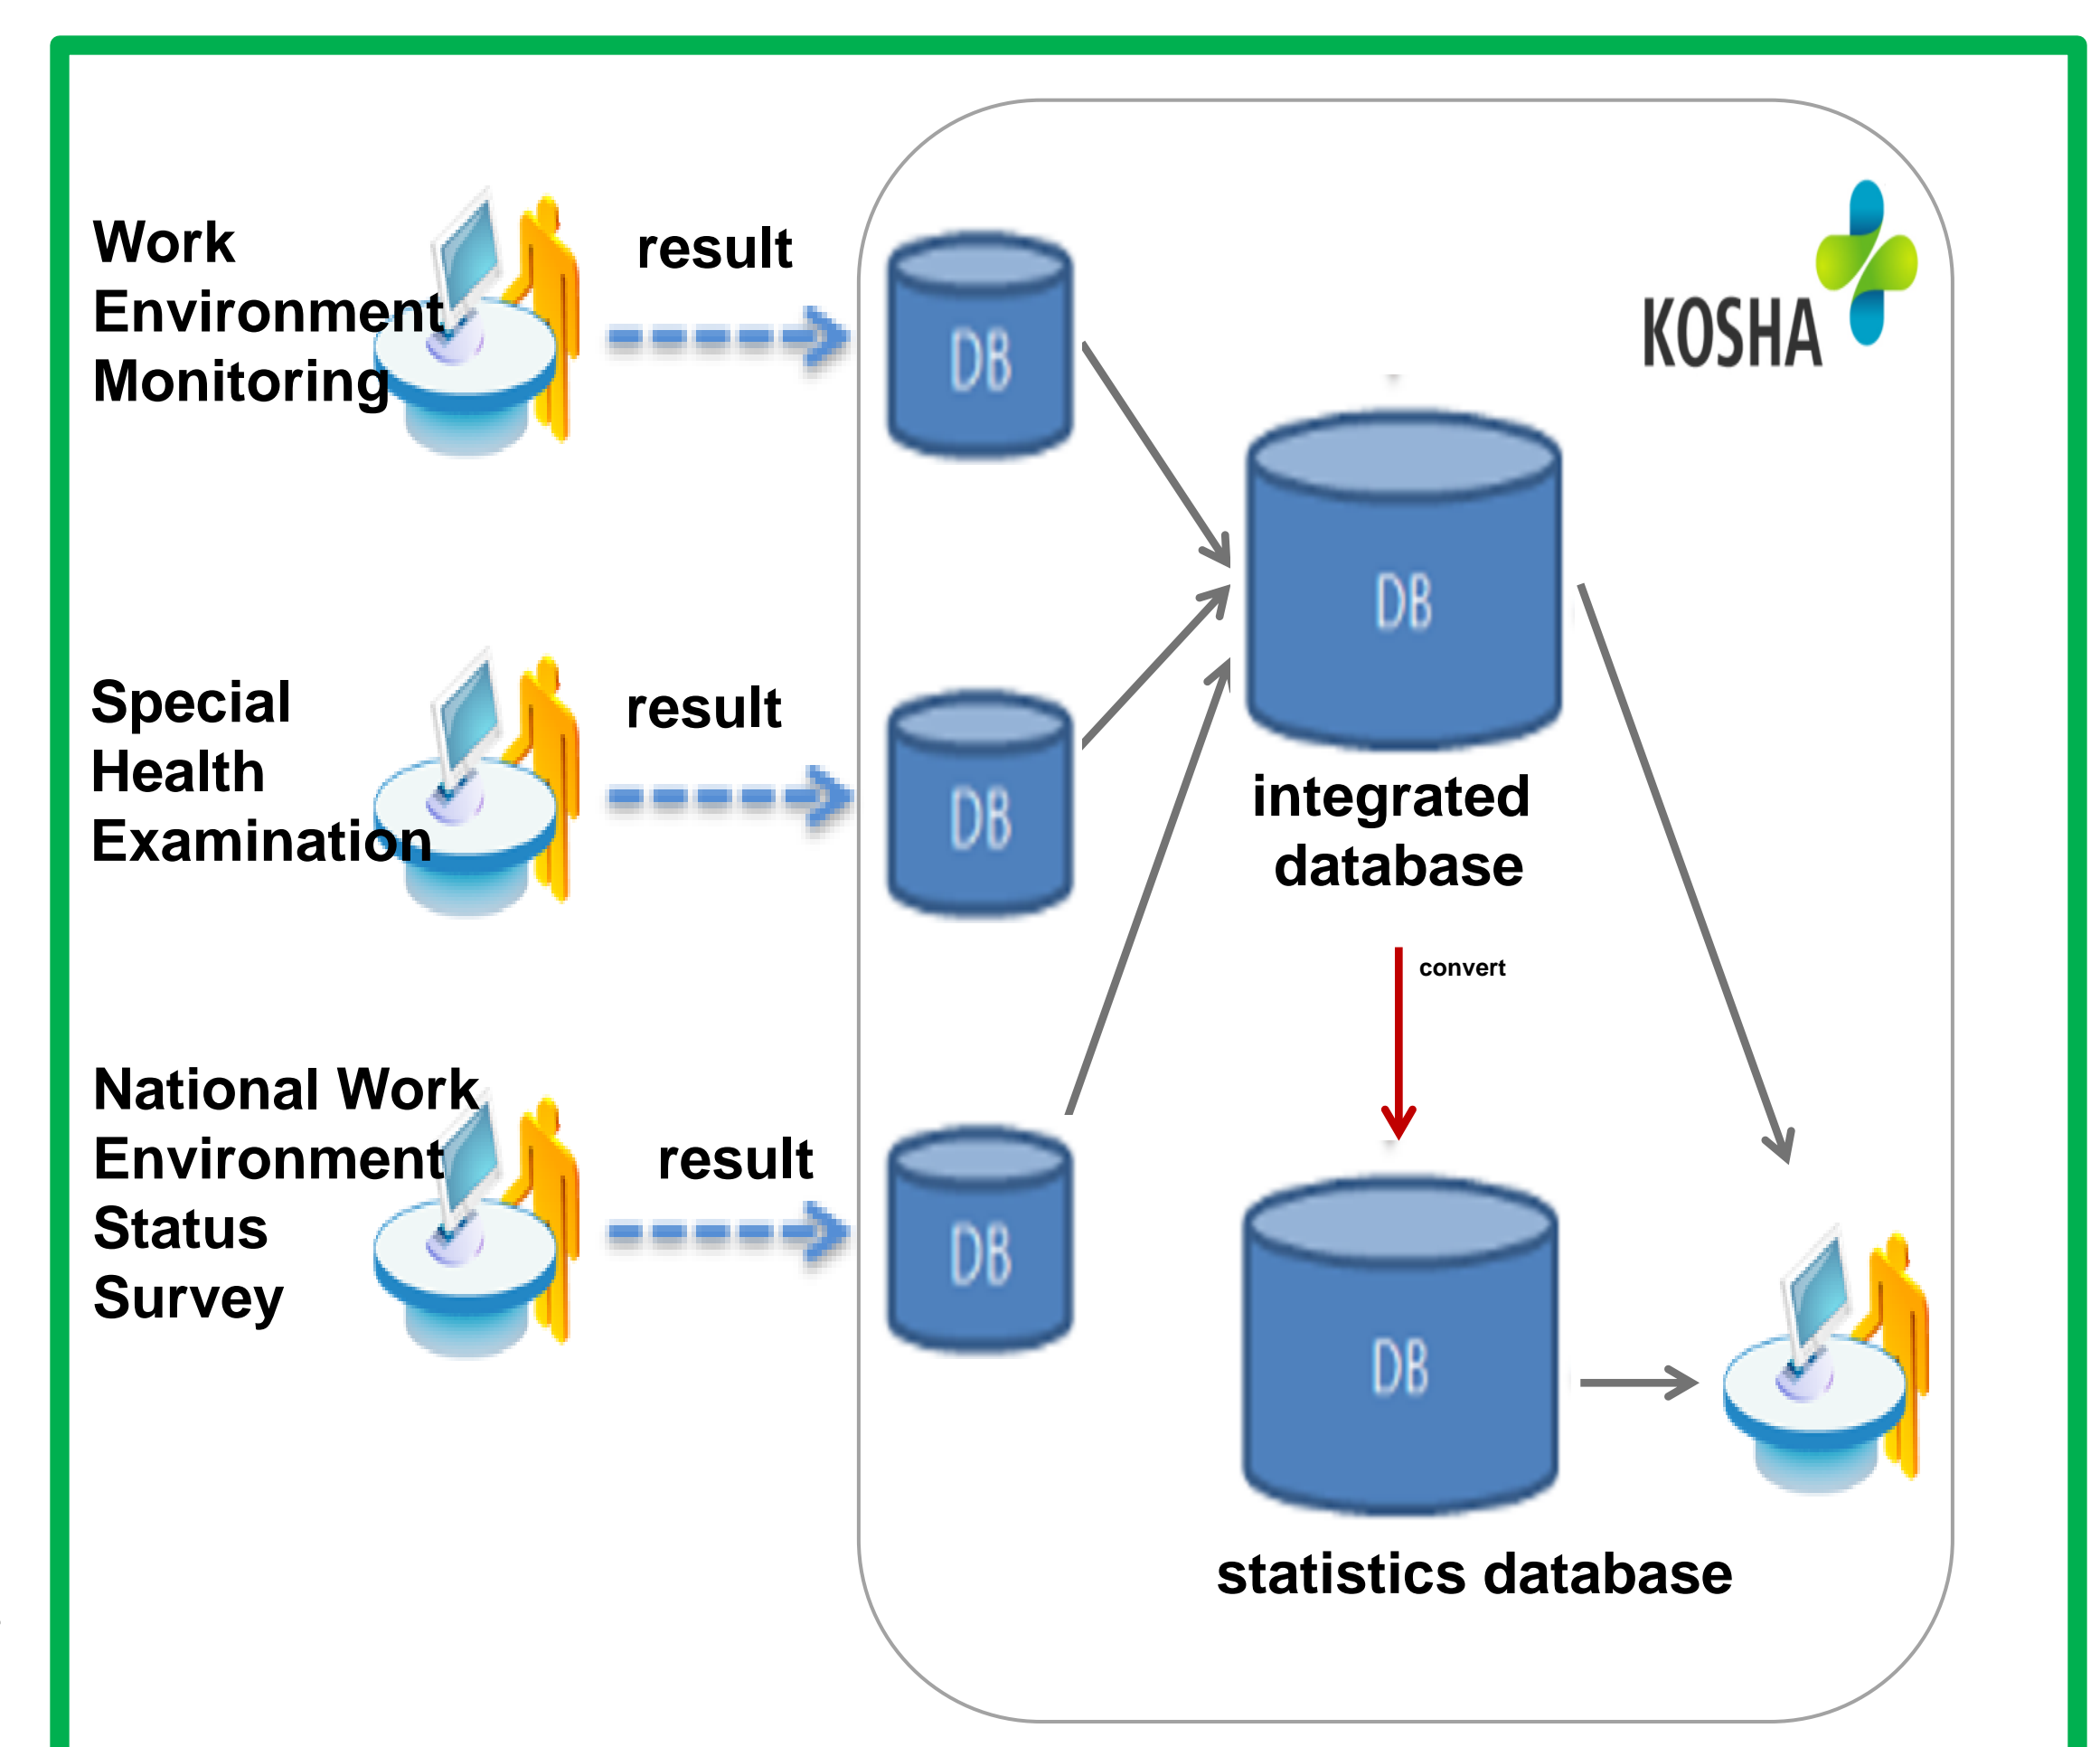 Work
Environment
Monitoring
result
DB
KOSHA
DB
integrated
database
Special
Health
Examination
result
DB
convert
National Work
Environment
Status
Survey
result
DB
DB
statistics database